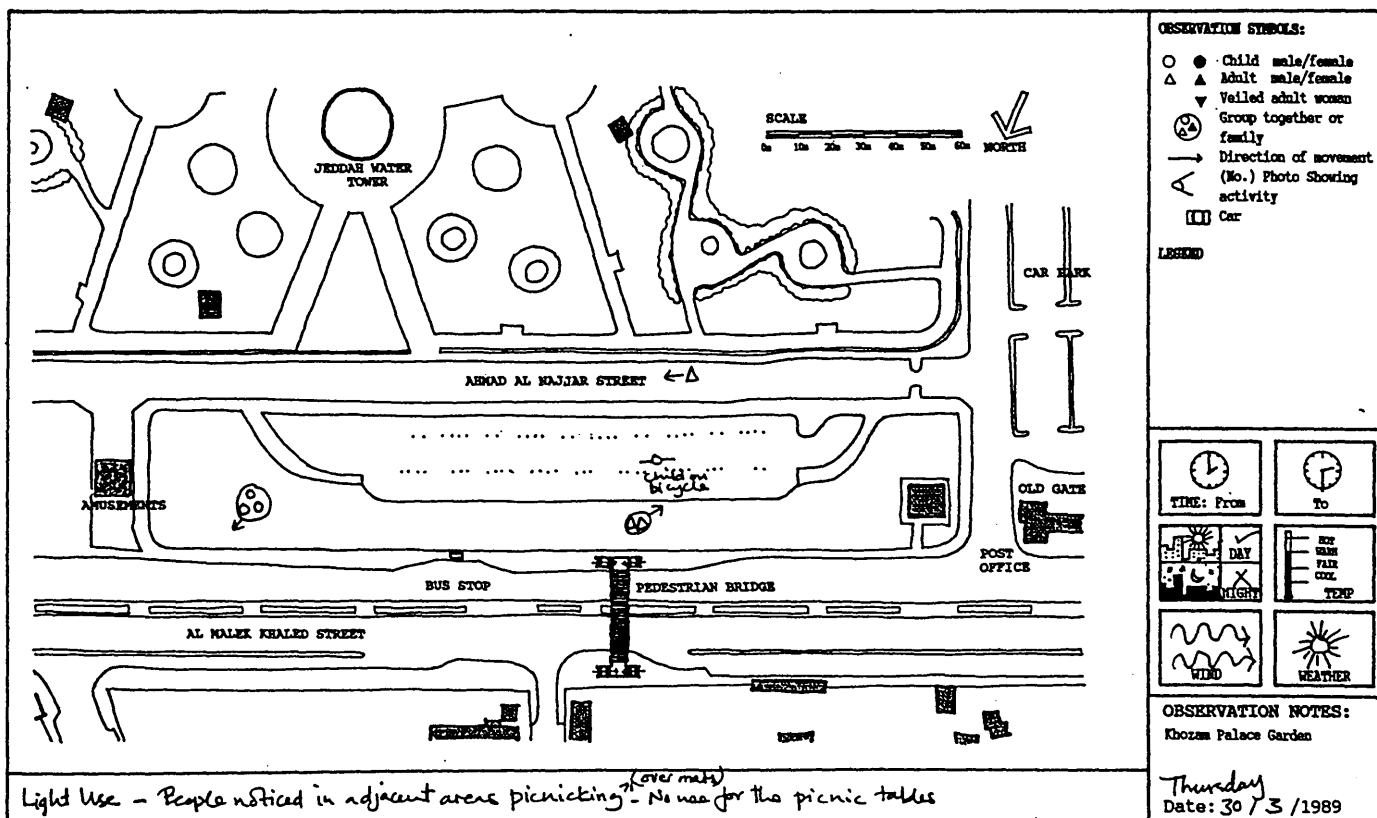 OBSERVATION SYMBOLS:
Child male/female
Adult male/female
Veiled adult woman
Group together or
family
Direction of movement
(No.) Photo Showing
activity
Car
LEGEND
SCALE
0m 10m 20m 30m 40m 50m 60m
NORTH
JEDDAH WATER
TOWER
CAR PARK
AHMAD AL NAJJAR STREET
child on
bicycle
AMUSEMENTS
OLD GATE
POST
OFFICE
BUS STOP
PEDESTRIAN BRIDGE
AL MALEK KHALED STREET
TIME: From
To
DAY
NIGHT
HOT
WARM
FAIR
COOL
TEMP
WIND
WEATHER
OBSERVATION NOTES:
Khozam Palace Garden
Thursday
Date: 30/3/1989
(over mats)
Light Use - People noticed in adjacent areas picnicking - No use for the picnic tables